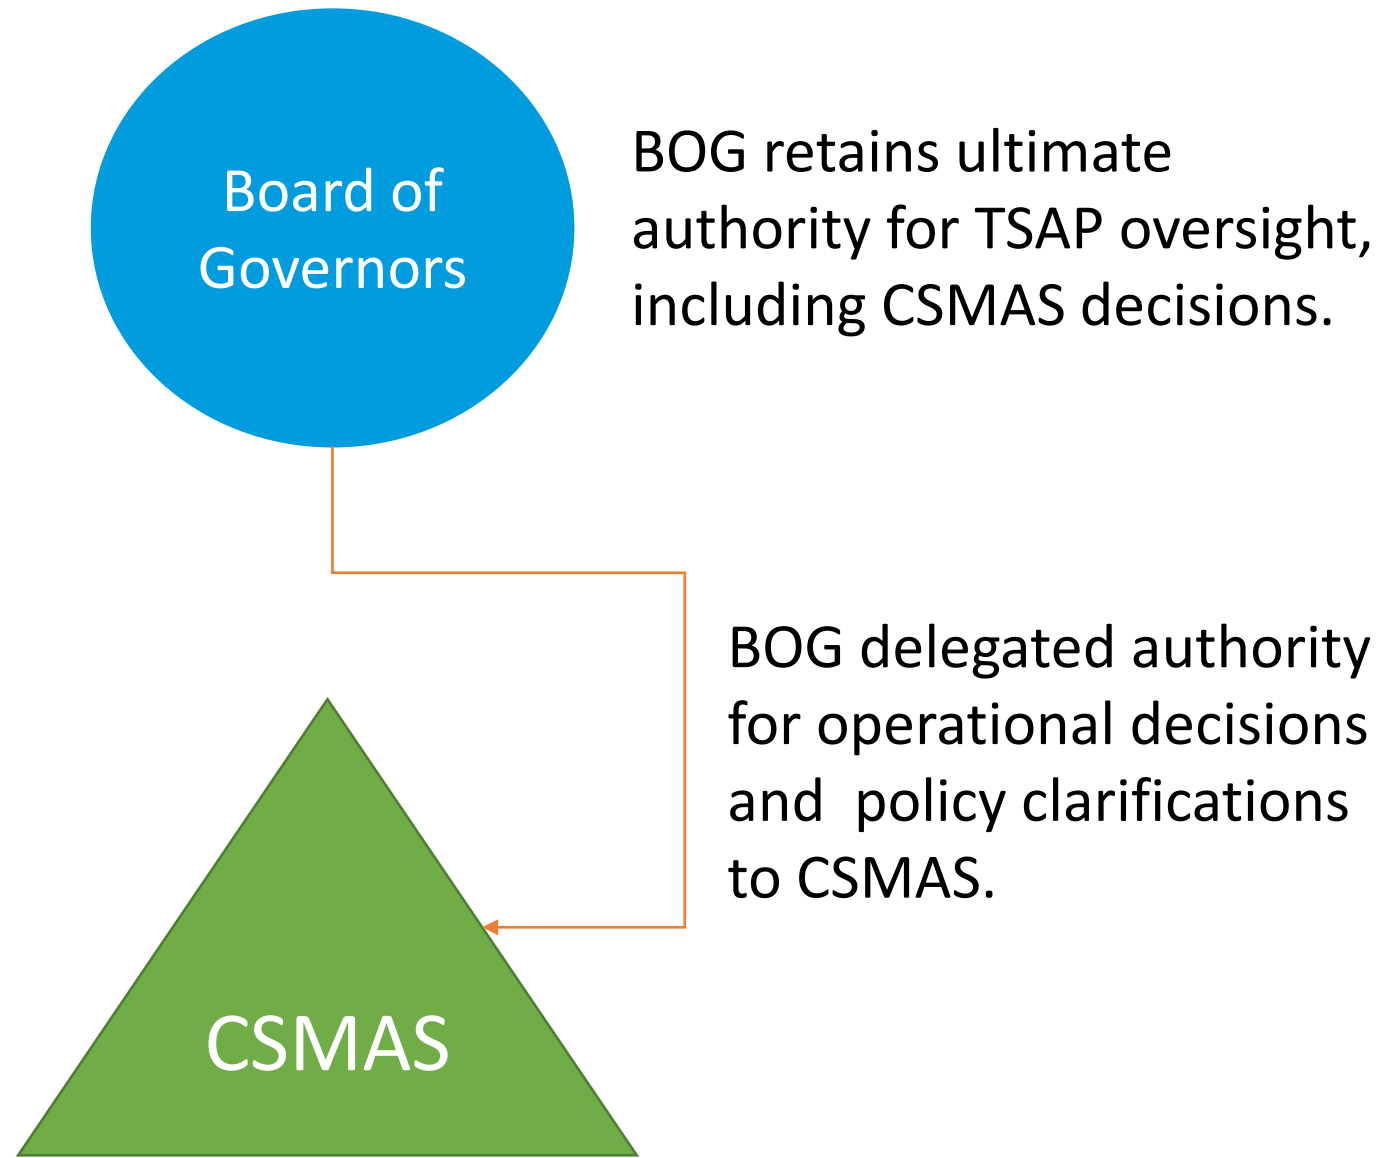 Board of
Governors
BOG retains ultimate
authority for TSAP oversight,
including CSMAS decisions.
BOG delegated authority
for operational decisions
and  policy clarifications
to CSMAS.
CSMAS